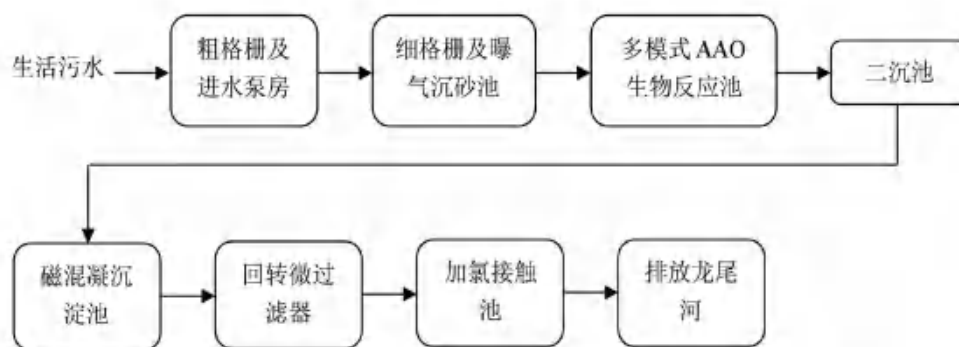 生活污水
粗格栅及
进水泵房
细格栅及曝
气沉砂池
多模式 AAO
生物反应池
二沉池
磁混凝沉
淀池
回转微过
滤器
加氯接触
池
排放龙尾
河